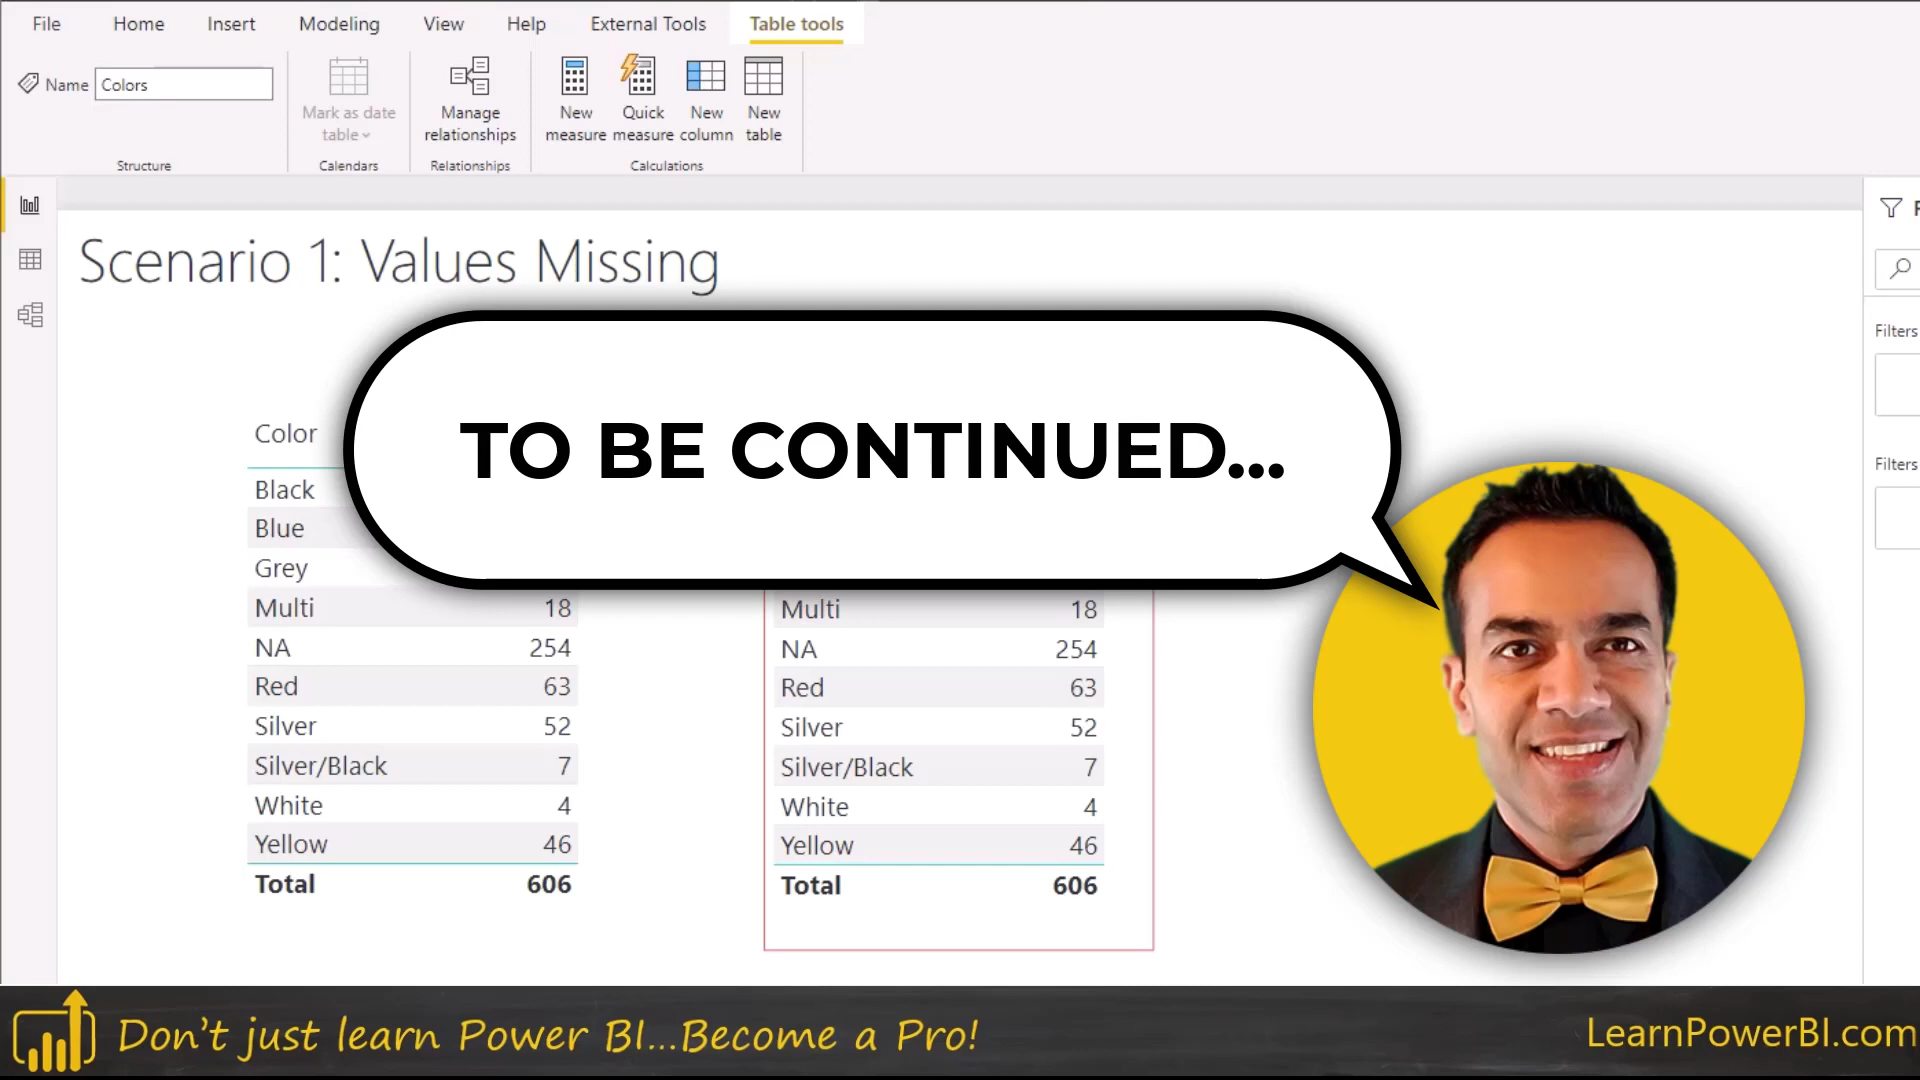 File Home Insert Modeling View Help External Tools Table tools
Name Colors
Mark as date table
Manage relationships
New measure
Quick measure
New column
New table
Structure Calendars Relationships Calculations
Scenario 1: Values Missing
Filters
Filters
TO BE CONTINUED...
Color
Black
Blue
Grey
Multi 18
NA 254
Red 63
Silver 52
Silver/Black 7
White 4
Yellow 46
Total 606
Multi 18
NA 254
Red 63
Silver 52
Silver/Black 7
White 4
Yellow 46
Total 606
Don't just learn Power BI...Become a Pro!
LearnPowerBI.com